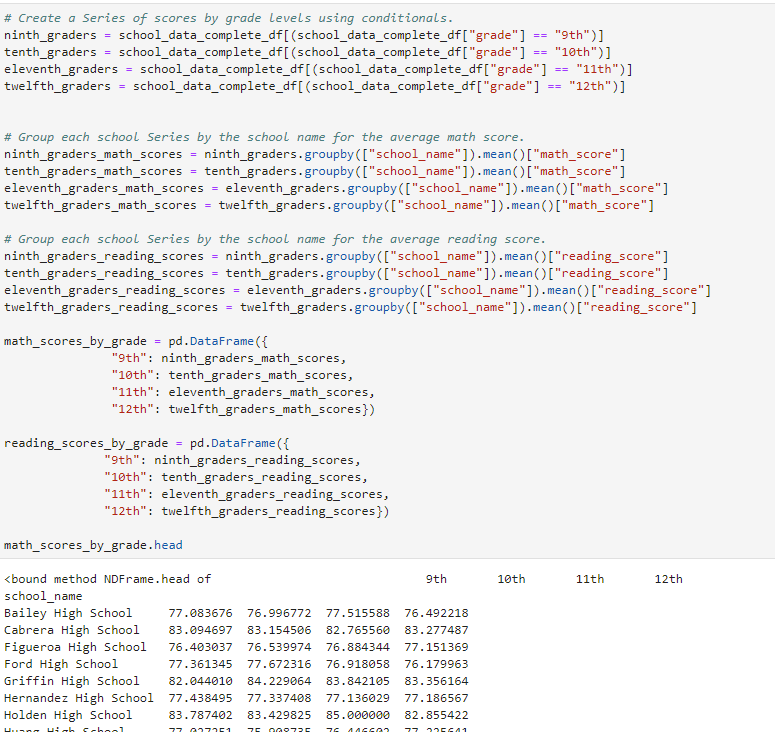 # Create a Series of scores by grade levels using conditionals.
ninth_graders = school_data_complete_df[(school_data_complete_df["grade"] == "9th")]
tenth_graders = school_data_complete_df[(school_data_complete_df["grade"] == "10th")]
eleventh_graders = school_data_complete_df[(school_data_complete_df["grade"] == "11th")]
twelfth_graders = school_data_complete_df[(school_data_complete_df["grade"] == "12th")]
# Group each school Series by the school name for the average math score.
ninth_graders_math_scores = ninth_graders.groupby(["school_name"]).mean()["math_score"]
tenth_graders_math_scores = tenth_graders.groupby(["school_name"]).mean()["math_score"]
eleventh_graders_math_scores = eleventh_graders.groupby(["school_name"]).mean()["math_score"]
twelfth_graders_math_scores = twelfth_graders.groupby(["school_name"]).mean()["math_score"]
# Group each school Series by the school name for the average reading score.
ninth_graders_reading_scores = ninth_graders.groupby(["school_name"]).mean()["reading_score"]
tenth_graders_reading_scores = tenth_graders.groupby(["school_name"]).mean()["reading_score"]
eleventh_graders_reading_scores = eleventh_graders.groupby(["school_name"]).mean()["reading_score"]
twelfth_graders_reading_scores = twelfth_graders.groupby(["school_name"]).mean()["reading_score"]
math_scores_by_grade = pd.DataFrame({
"9th": ninth_graders_math_scores,
"10th": tenth_graders_math_scores,
"11th": eleventh_graders_math_scores,
"12th": twelfth_graders_math_scores})
reading_scores_by_grade = pd.DataFrame({
"9th": ninth_graders_reading_scores,
"10th": tenth_graders_reading_scores,
"11th": eleventh_graders_reading_scores,
"12th": twelfth_graders_reading_scores})
math_scores_by_grade.head
<bound method NDFrame.head of 9th 10th 11th 12th
school_name
Bailey High School 77.083676 76.996772 77.515588 76.492218
Cabrera High School 83.094697 83.154506 82.765560 83.277487
Figueroa High School 76.403037 76.539974 76.884344 77.151369
Ford High School 77.361345 77.672316 76.918058 76.179963
Griffin High School 82.044010 84.229064 83.842105 83.356164
Hernandez High School 77.438495 77.337408 77.136029 77.186567
Holden High School 83.787402 83.429825 85.000000 82.855422
Huang High School 77.027251 75.908735 76.446602 77.225641